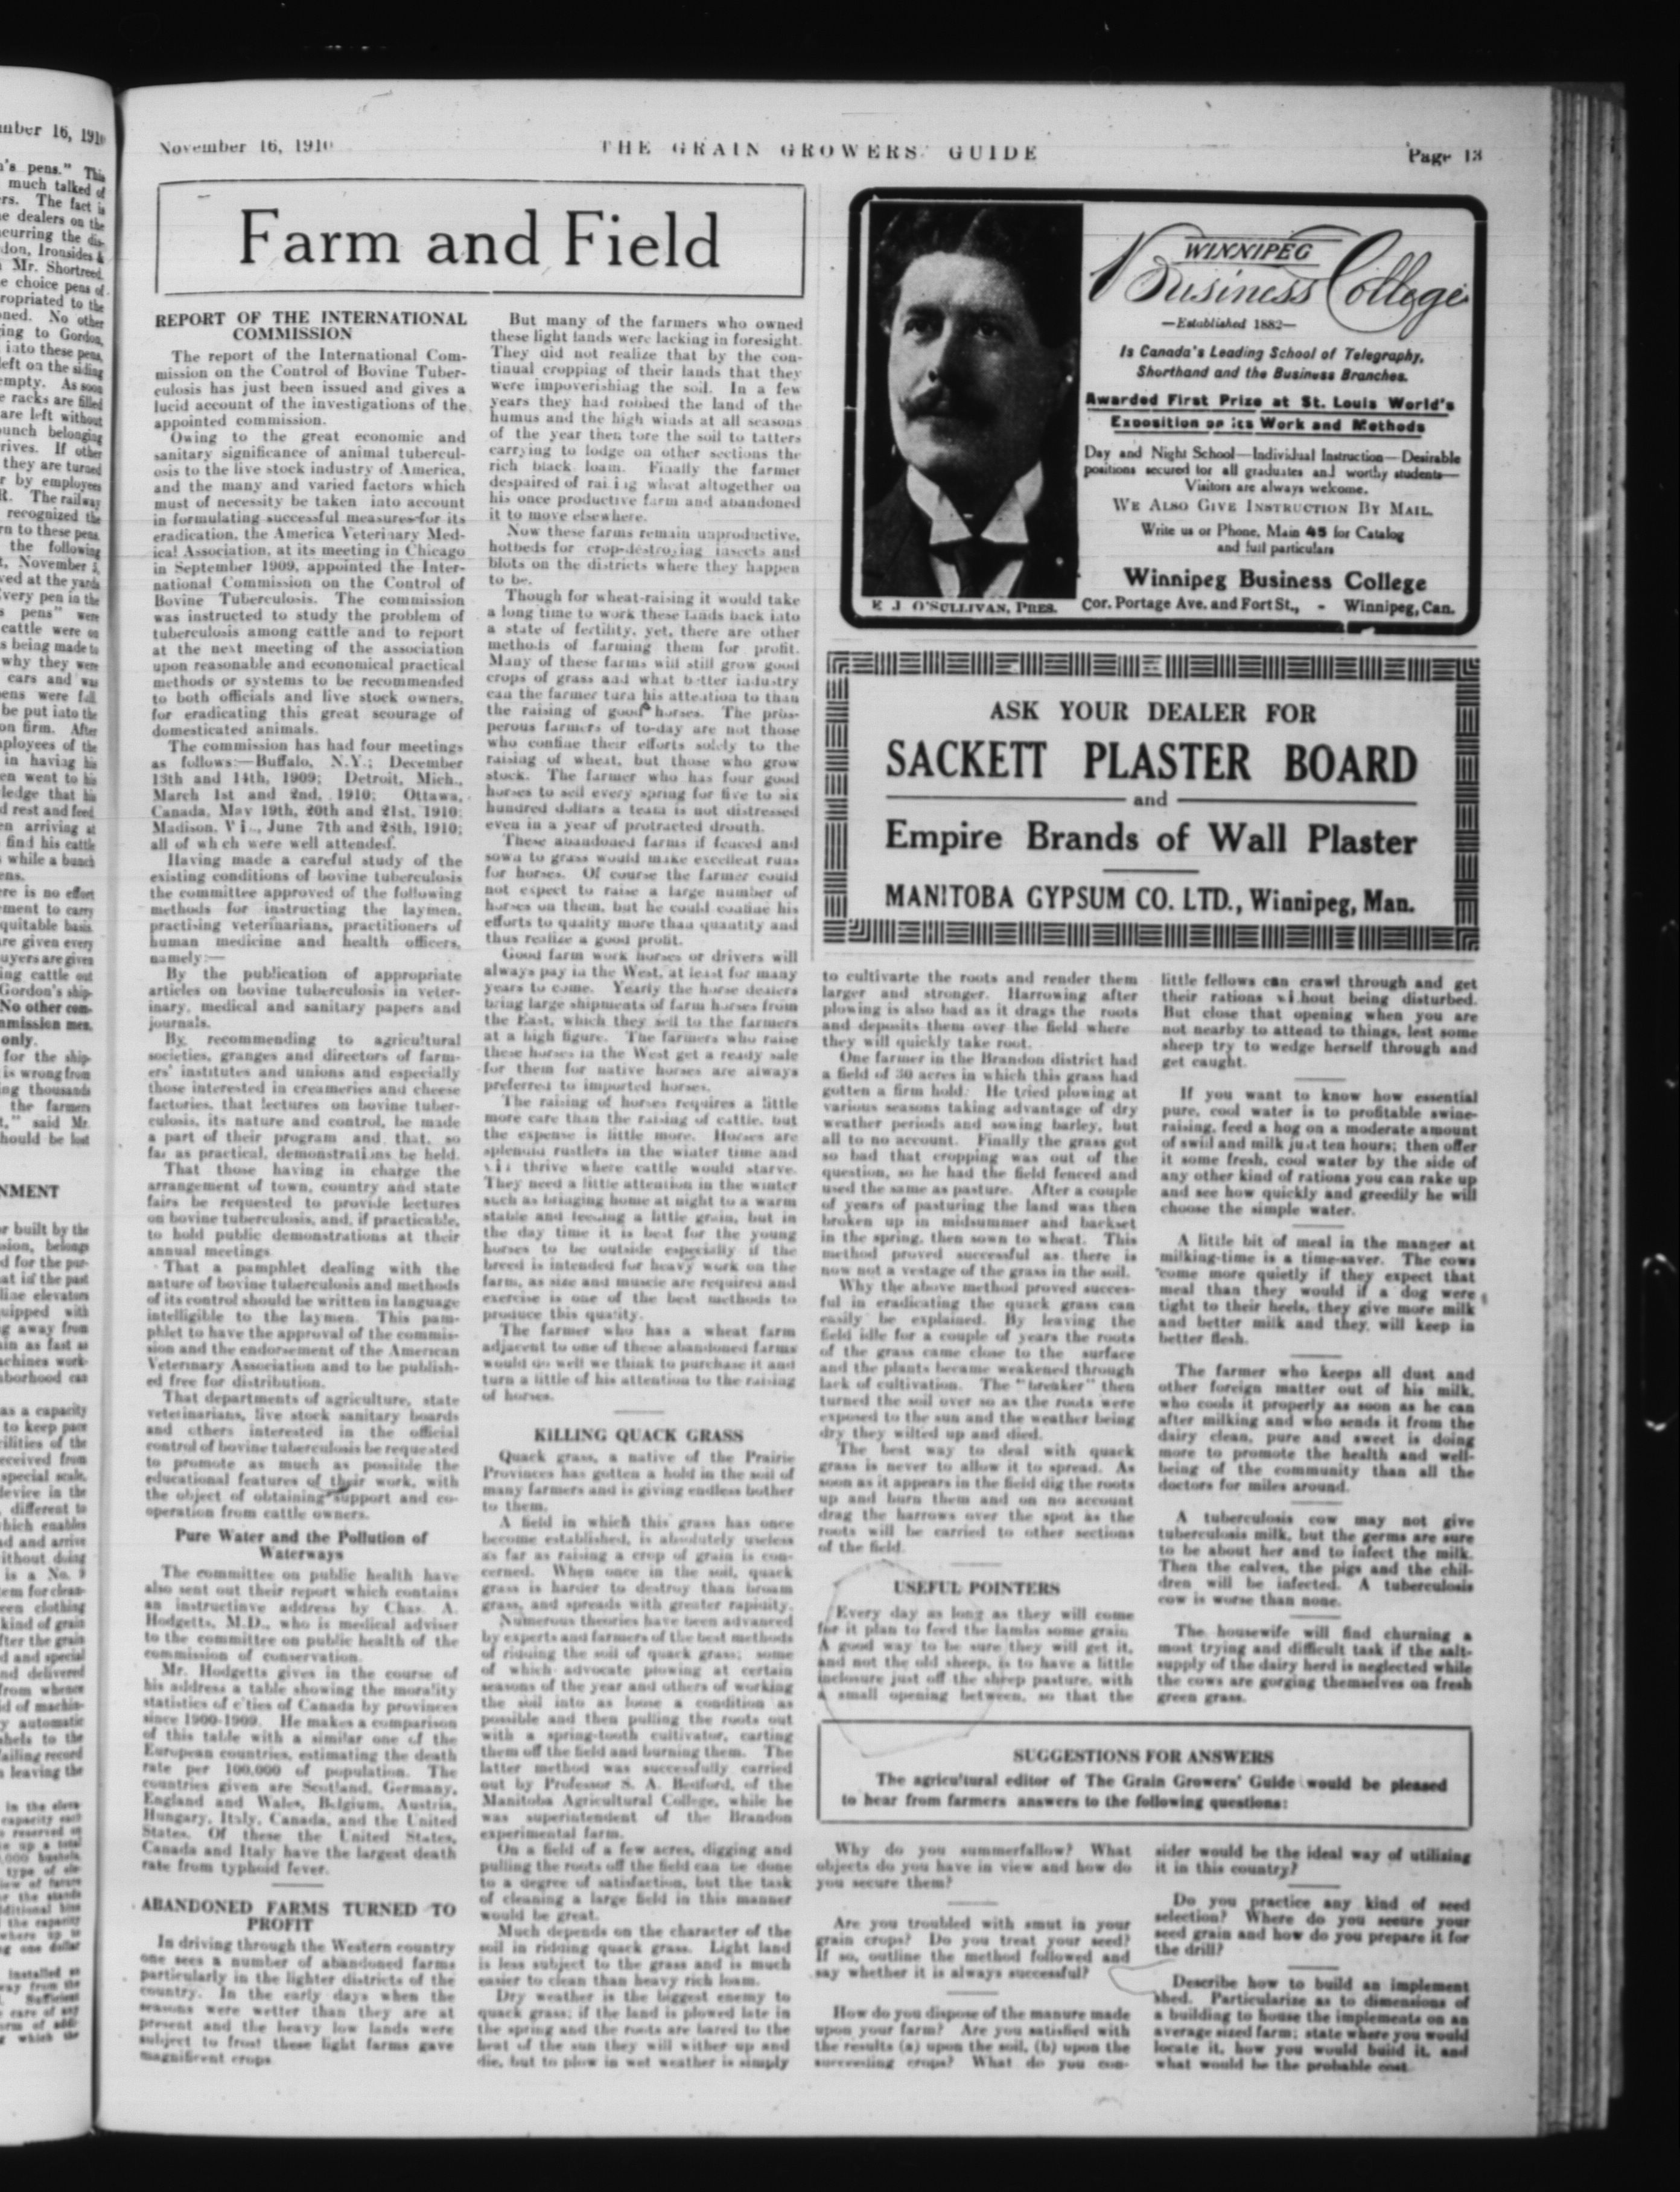 November 16, 1910
THE GRAIN GROWERS' GUIDE
Page 13
Farm and Field
REPORT OF THE INTERNATIONAL
COMMISSION
The report of the International Com-
mission on the Control of Bovine Tuber-
culosis has just been issued and gives a
lucid account of the investigations of the
appointed commission.
Owing to the great economic and
sanitary significance of animal tubercul-
osis to the live stock industry of America,
and the many and varied factors which
must of necessity be taken into account
in formulating successful measures for its
eradication, the America Veterinary Med-
ical Association, at its meeting in Chicago
in September 1909, appointed the Inter-
national Commission on the Control of
Bovine Tuberculosis. The commission
was instructed to study the problem of
tuberculosis among cattle and to report
at the next meeting of the association
upon reasonable and economical practical
methods or systems to be recommended
to both officials and live stock owners,
for eradicating this great scourage of
domesticated animals.
The commission has had four meetings
as follows:—Buffalo, N.Y.; December
13th and 14th, 1909; Detroit, Mich.,
March 1st and 2nd, 1910; Ottawa,
Canada, May 19th, 20th and 21st, 1910;
Madison, June 7th and 28th, 1910;
all of which were well attended.
Having made a careful study of the
existing conditions of bovine tuberculosis
the committee approved of the following
methods for instructing the laymen,
practising veterinarians, practitioners of
human medicine and health officers,
namely:—
By the publication of appropriate
articles on bovine tuberculosis in veter-
inary, medical and sanitary papers and
journals.
By recommending to agricultural
societies, granges and directors of farm-
ers' institutes and unions and especially
those interested in creameries and cheese
factories, that lectures on bovine tuber-
culosis, its nature and control, be made
a part of their program and that, so
far as practical, demonstrations be held.
That those having in charge the
arrangement of town, country and state
fairs be requested to provide lectures
on bovine tuberculosis, and, if practicable,
to hold public demonstrations at their
annual meetings
That a pamphlet dealing with the
nature of bovine tuberculosis and methods
of its control should be written in language
intelligible to the laymen. This pam-
phlet to have the approval of the commis-
sion and the endorsement of the American
Veterinary Association and to be publish-
ed free for distribution.
That departments of agriculture, state
veterinarians, live stock sanitary boards
and others interested in the official
control of bovine tuberculosis be requested
to promote as much as possible the
educational features of their work, with
the object of obtaining support and co-
operation from cattle owners.
Pure Water and the Pollution of
Waterways
The committee on public health have
also sent out their report which contains
an instructinve address by Chas. A.
Hodgetts, M.D., who is medical adviser
to the committee on public health of the
commission of conservation.
Mr. Hodgetts gives in the course of
his address a table showing the morality
statistics of cities of Canada by provinces
since 1900-1909. He makes a comparison
of this table with a similar one of the
European countries, estimating the death
rate per 100,000 of population. The
countries given are Scotland, Germany,
England and Wales, Belgium, Austria,
Hungary, Italy, Canada, and the United
States. Of these the United States,
Canada and Italy have the largest death
rate from typhoid fever.
ABANDONED FARMS TURNED TO
PROFIT
In driving through the Western country
one sees a number of abandoned farms
particularly in the lighter districts of the
country. In the early days when the
seasons were wetter than they are at
present and the heavy low lands were
subject to frost these light farms gave
magnificent crops.
But many of the farmers who owned
these light lands were lacking in foresight.
They did not realize that by the con-
tinual cropping of their lands that they
were impoverishing the soil. In a few
years they had robbed the land of the
humus and the high winds at all seasons
of the year then tore the soil to tatters
carrying to lodge on other sections the
rich black loam. Finally the farmer
despaired of raising wheat altogether on
his once productive farm and abandoned
it to move elsewhere.
Now these farms remain unproductive,
hotbeds for crop-destroying insects and
blots on the districts where they happen
to be.
Though for wheat-raising it would take
a long time to work these lands back into
a state of fertility, yet, there are other
methods of farming them for profit.
Many of these farms will still grow good
crops of grass and what better industry
can the farmer turn his attention to than
the raising of good horses. The pros-
perous farmers of to-day are not those
who confine their efforts solely to the
raising of wheat, but those who grow
stock. The farmer who has four good
horses to sell every spring for five to six
hundred dollars a team is not distressed
even in a year of protracted drouth.
These abandoned farms if fenced and
sown to grass would make excellent runs
for horses. Of course the farmer could
not expect to raise a large number of
horses on them, but he could confine his
efforts to quality more than quantity and
thus realize a good profit.
Good farm work horses or drivers will
always pay in the West, at least for many
years to come. Yearly the horse dealers
bring large shipments of farm horses from
the East, which they sell to the farmers
at a high figure. The farmers who raise
these horses in the West get a ready sale
for them for native horses are always
preferred to imported horses.
The raising of horses requires a little
more care than the raising of cattle, but
the expense is little more. Horses are
splendid rustlers in the winter time and
will thrive where cattle would starve.
They need a little attention in the winter
such as bringing home at night to a warm
stable and feeding a little grain, but in
the day time it is best for the young
horses to be outside especially if the
breed is intended for heavy work on the
farm, as size and muscle are required and
exercise is one of the best methods to
produce this quality.
The farmer who has a wheat farm
adjacent to one of these abandoned farms
would do well we think to purchase it and
turn a little of his attention to the raising
of horses.
KILLING QUACK GRASS
Quack grass, a native of the Prairie
Provinces has gotten a hold in the soil of
many farmers and is giving endless bother
to them.
A field in which this grass has once
become established, is absolutely useless
as far as raising a crop of grain is con-
cerned. When once in the soil, quack
grass is harder to destroy than broam
grass, and spreads with greater rapidity.
Numerous theories have been advanced
by experts and farmers of the best methods
of ridding the soil of quack grass; some
of which advocate plowing at certain
seasons of the year and others of working
the soil into as loose a condition as
possible and then pulling the roots out
with a spring-tooth cultivator, carting
them off the field and burning them. The
latter method was successfully carried
out by Professor S. A. Bedford, of the
Manitoba Agricultural College, while he
was superintendent of the Brandon
experimental farm.
On a field of a few acres, digging and
pulling the roots off the field can be done
to a degree of satisfaction, but the task
of cleaning a large field in this manner
would be great.
Much depends on the character of the
soil in ridding quack grass. Light land
is less subject to the grass and is much
easier to clean than heavy rich loam.
Dry weather is the biggest enemy to
quack grass; if the land is plowed late in
the spring and the roots are bared to the
heat of the sun they will wither up and
die, but to plow in wet weather is simply
WINNIPEG
Business College
—Established 1882—
Is Canada's Leading School of Telegraphy,
Shorthand and the Business Branches.
Awarded First Prize at St. Louis World's
Exposition on its Work and Methods
Day and Night School—Individual Instruction—Desirable
positions secured for all graduates and worthy students—
Visitors are always welcome.
WE ALSO GIVE INSTRUCTION BY MAIL.
Write us or Phone, Main 45 for Catalog
and full particulars
Winnipeg Business College
E. J. O'SULLIVAN, PRES.
Cor. Portage Ave. and Fort St., - Winnipeg, Can.
ASK YOUR DEALER FOR
SACKETT PLASTER BOARD
and
Empire Brands of Wall Plaster
MANITOBA GYPSUM CO. LTD., Winnipeg, Man.
to cultivarte the roots and render them
larger and stronger. Harrowing after
plowing is also bad as it drags the roots
and deposits them over the field where
they will quickly take root.
One farmer in the Brandon district had
a field of 30 acres in which this grass had
gotten a firm hold. He tried plowing at
various seasons taking advantage of dry
weather periods and sowing barley, but
all to no account. Finally the grass got
so bad that cropping was out of the
question, so he had the field fenced and
used the same as pasture. After a couple
of years of pasturing the land was then
broken up in midsummer and backset
in the spring, then sown to wheat. This
method proved successful as there is
now not a vestage of the grass in the soil.
Why the above method proved succes-
ful in eradicating the quack grass can
easily be explained. By leaving the
field idle for a couple of years the roots
of the grass came close to the surface
and the plants became weakened through
lack of cultivation. The "breaker" then
turned the soil over so as the roots were
exposed to the sun and the weather being
dry they wilted up and died.
The best way to deal with quack
grass is never to allow it to spread. As
soon as it appears in the field dig the roots
up and burn them and on no account
drag the harrows over the spot as the
roots will be carried to other sections
of the field.
USEFUL POINTERS
Every day as long as they will come
for it plan to feed the lambs some grain.
A good way to be sure they will get it,
and not the old sheep, is to have a little
inclosure just off the sheep pasture, with
a small opening between, so that the
little fellows can crawl through and get
their rations without being disturbed.
But close that opening when you are
not nearby to attend to things, lest some
sheep try to wedge herself through and
get caught.
If you want to know how essential
pure, cool water is to profitable swine-
raising, feed a hog on a moderate amount
of swill and milk just ten hours; then offer
it some fresh, cool water by the side of
any other kind of rations you can rake up
and see how quickly and greedily he will
choose the simple water.
A little bit of meal in the manger at
milking-time is a time-saver. The cows
come more quietly if they expect that
meal than they would if a dog were
tight to their heels, they give more milk
and better milk and they will keep in
better flesh.
The farmer who keeps all dust and
other foreign matter out of his milk,
who cools it properly as soon as he can
after milking and who sends it from the
dairy clean, pure and sweet is doing
more to promote the health and well-
being of the community than all the
doctors for miles around.
A tuberculosis cow may not give
tuberculosis milk, but the germs are sure
to be about her and to infect the milk.
Then the calves, the pigs and the chil-
dren will be infected. A tuberculosis
cow is worse than none.
The housewife will find churning a
most trying and difficult task if the salt-
supply of the dairy herd is neglected while
the cows are gorging themselves on fresh
green grass.
SUGGESTIONS FOR ANSWERS
The agricultural editor of The Grain Growers' Guide would be pleased
to hear from farmers answers to the following questions:
Why do you summerfallow? What
objects do you have in view and how do
you secure them?
Are you troubled with smut in your
grain crops? Do you treat your seed?
If so, outline the method followed and
say whether it is always successful?
How do you dispose of the manure made
upon your farm? Are you satisfied with
the results (a) upon the soil, (b) upon the
succeeding crops? What do you con-
sider would be the ideal way of utilizing
it in this country?
Do you practice any kind of seed
selection? Where do you secure your
seed grain and how do you prepare it for
the drill?
Describe how to build an implement
shed. Particularize as to dimensions of
a building to house the implements on an
average sized farm; state where you would
locate it, how you would build it, and
what would be the probable cost.